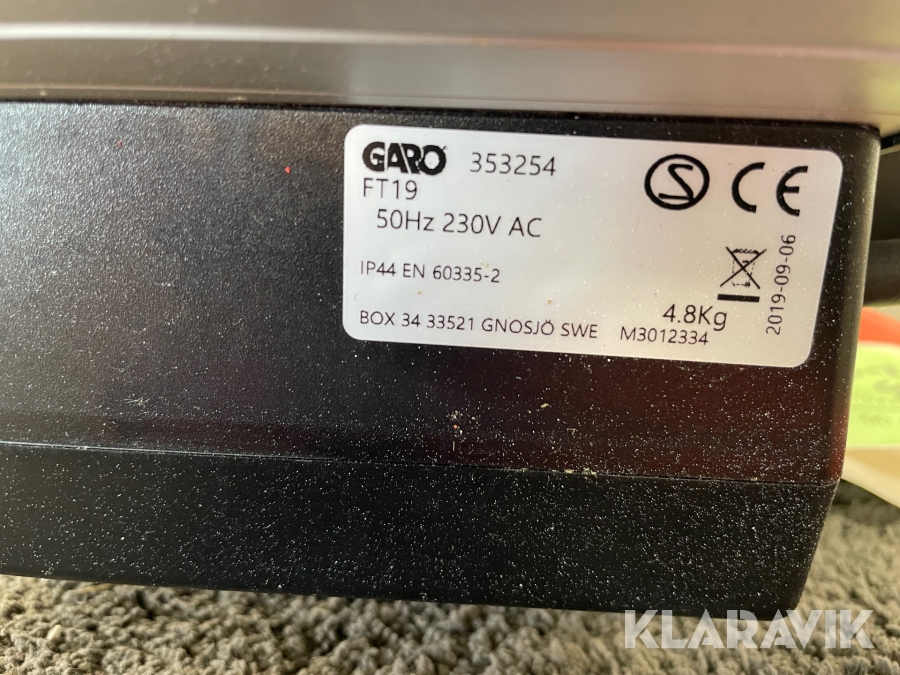 GARO 353254
FT19
50Hz 230V AC
IP44 EN 60335-2
BOX 34 33521 GNOSJÖ SWE M3012334
4.8Kg
S
CE
2019-09-06
KLARAVIK